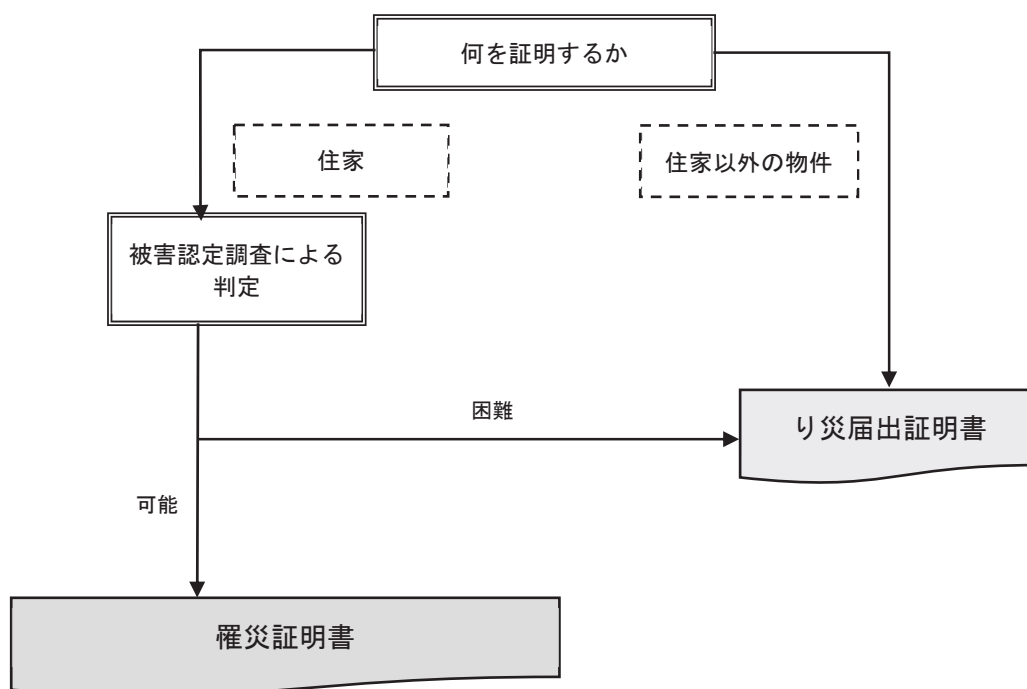 何を証明するか
住家
住家以外の物件
被害認定調査による
判定
困難
り災届出証明書
可能
罹災証明書